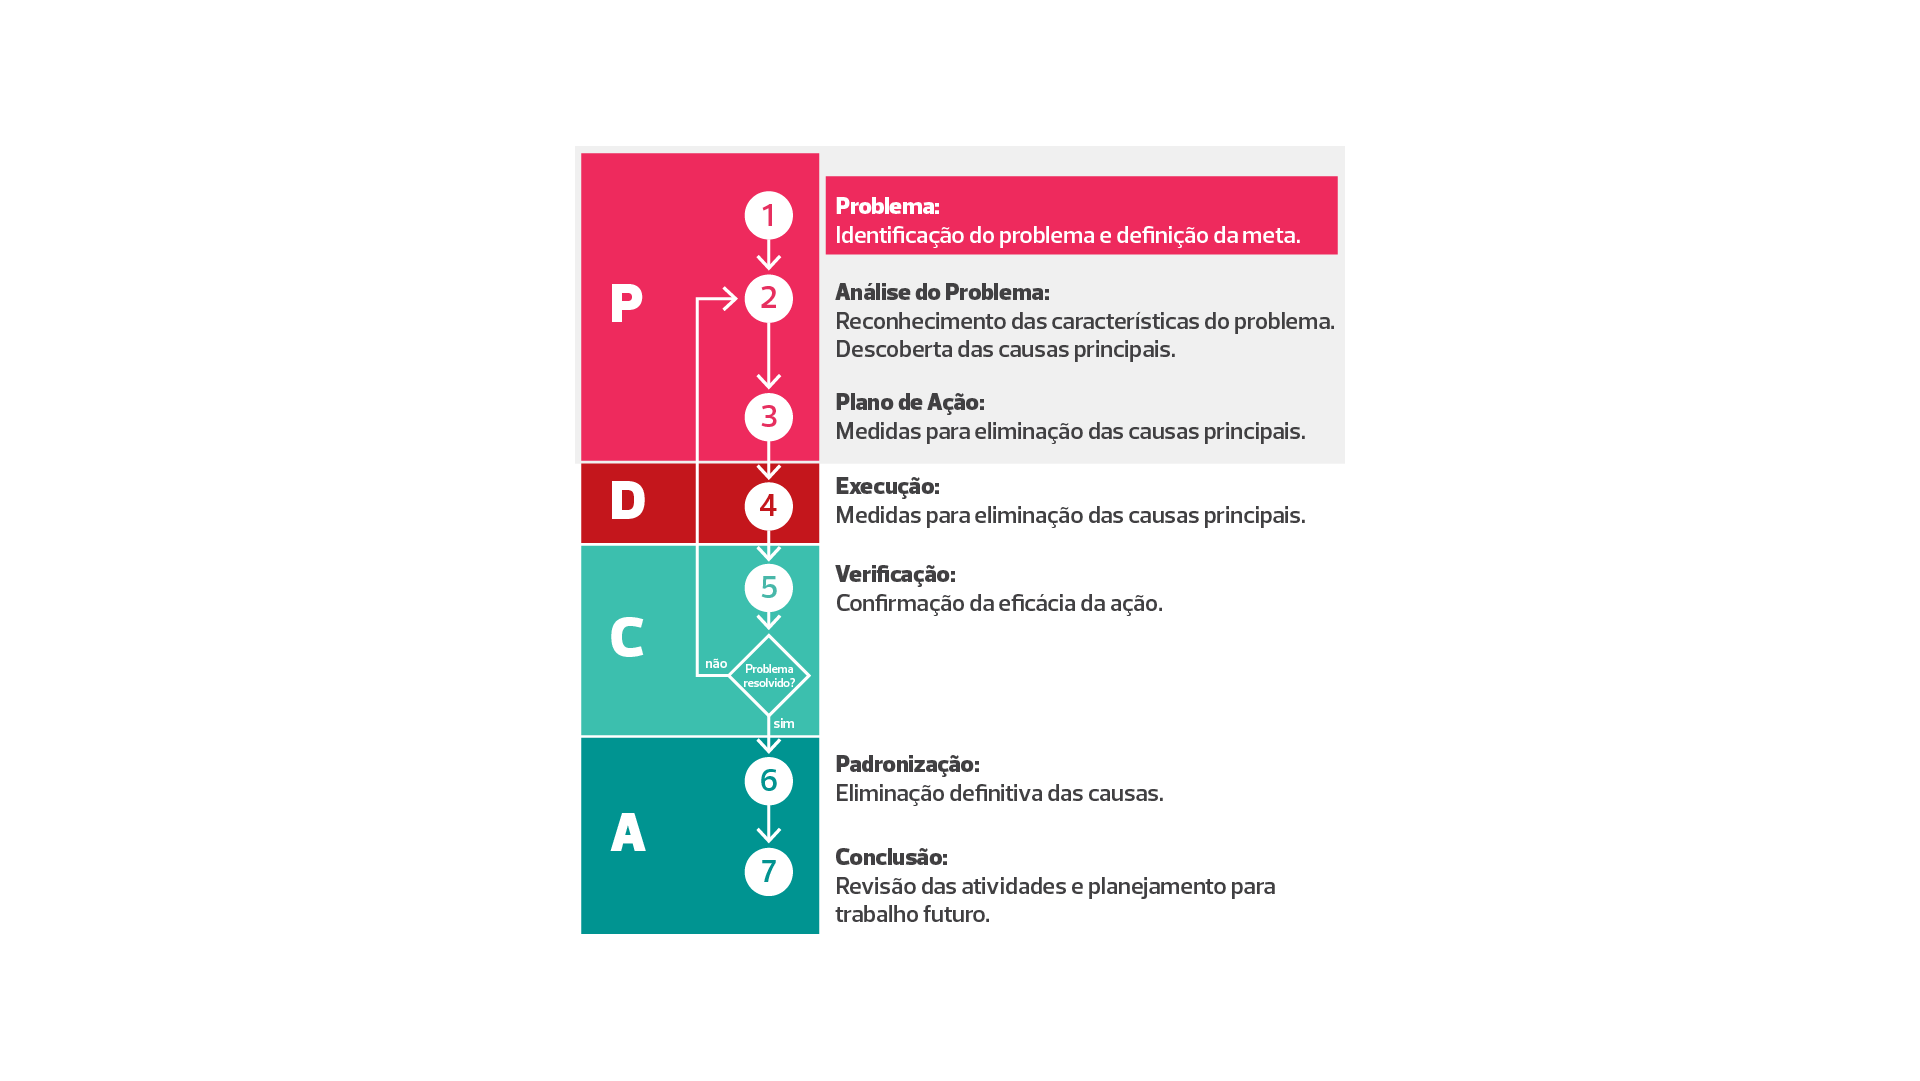 P
1
Problema:
Identificação do problema e definição da meta.
2
Análise do Problema:
Reconhecimento das características do problema.
Descoberta das causas principais.
3
Plano de Ação:
Medidas para eliminação das causas principais.
D
4
Execução:
Medidas para eliminação das causas principais.
C
5
Verificação:
Confirmação da eficácia da ação.
não
Problema
resolvido?
sim
A
6
Padronização:
Eliminação definitiva das causas.
7
Conclusão:
Revisão das atividades e planejamento para
trabalho futuro.